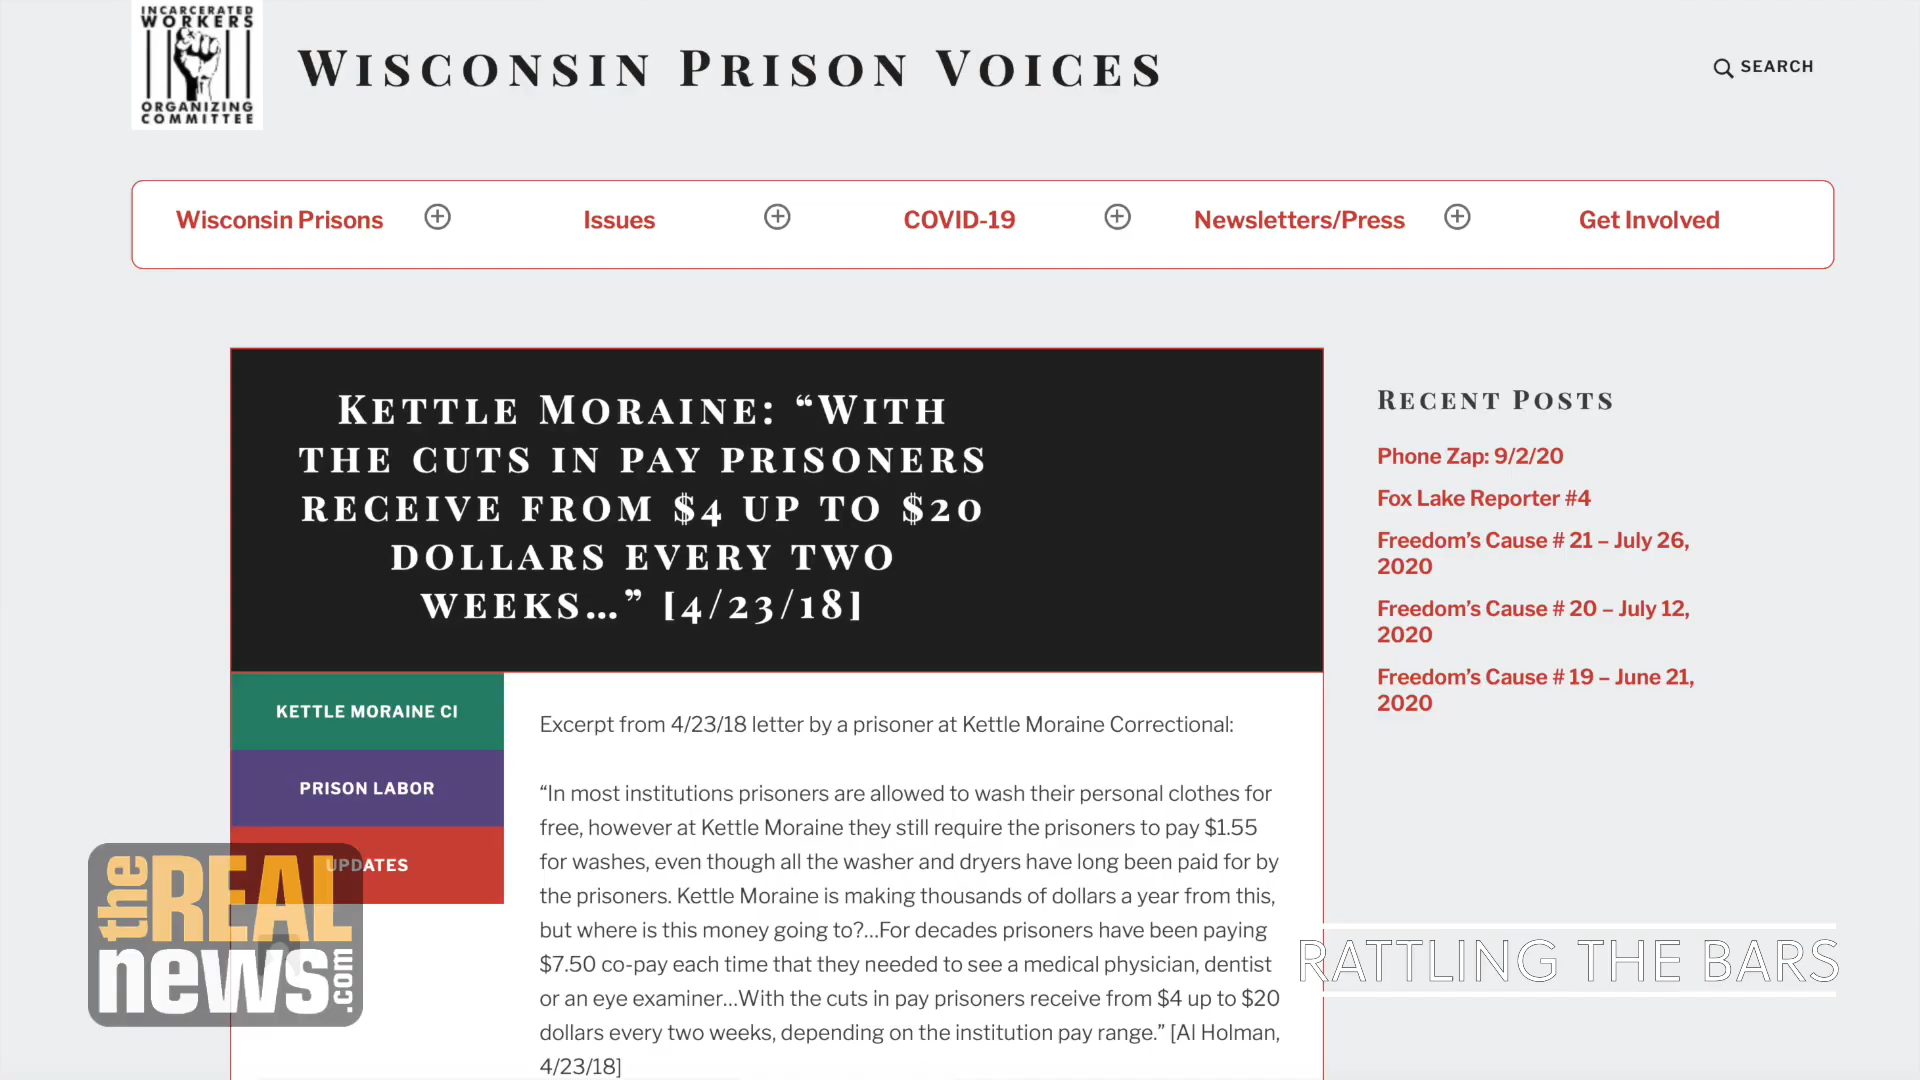 INCARCERATED
WORKERS
ORGANIZING
COMMITTEE
WISCONSIN PRISON VOICES
SEARCH
Wisconsin Prisons
Issues
COVID-19
Newsletters/Press
Get Involved
KETTLE MORAINE: “WITH
THE CUTS IN PAY PRISONERS
RECEIVE FROM $4 UP TO $20
DOLLARS EVERY TWO
WEEKS…” [4/23/18]
KETTLE MORAINE CI
PRISON LABOR
UPDATES
Excerpt from 4/23/18 letter by a prisoner at Kettle Moraine Correctional:
“In most institutions prisoners are allowed to wash their personal clothes for
free, however at Kettle Moraine they still require the prisoners to pay $1.55
for washes, even though all the washer and dryers have long been paid for by
the prisoners. Kettle Moraine is making thousands of dollars a year from this,
but where is this money going to?…For decades prisoners have been paying
$7.50 co-pay each time that they needed to see a medical physician, dentist
or an eye examiner…With the cuts in pay prisoners receive from $4 up to $20
dollars every two weeks, depending on the institution pay range.” [Al Holman,
4/23/18]
RECENT POSTS
Phone Zap: 9/2/20
Fox Lake Reporter #4
Freedom’s Cause # 21 – July 26,
2020
Freedom’s Cause # 20 – July 12,
2020
Freedom’s Cause # 19 – June 21,
2020
the REAL
news.com
RATTLING THE BARS